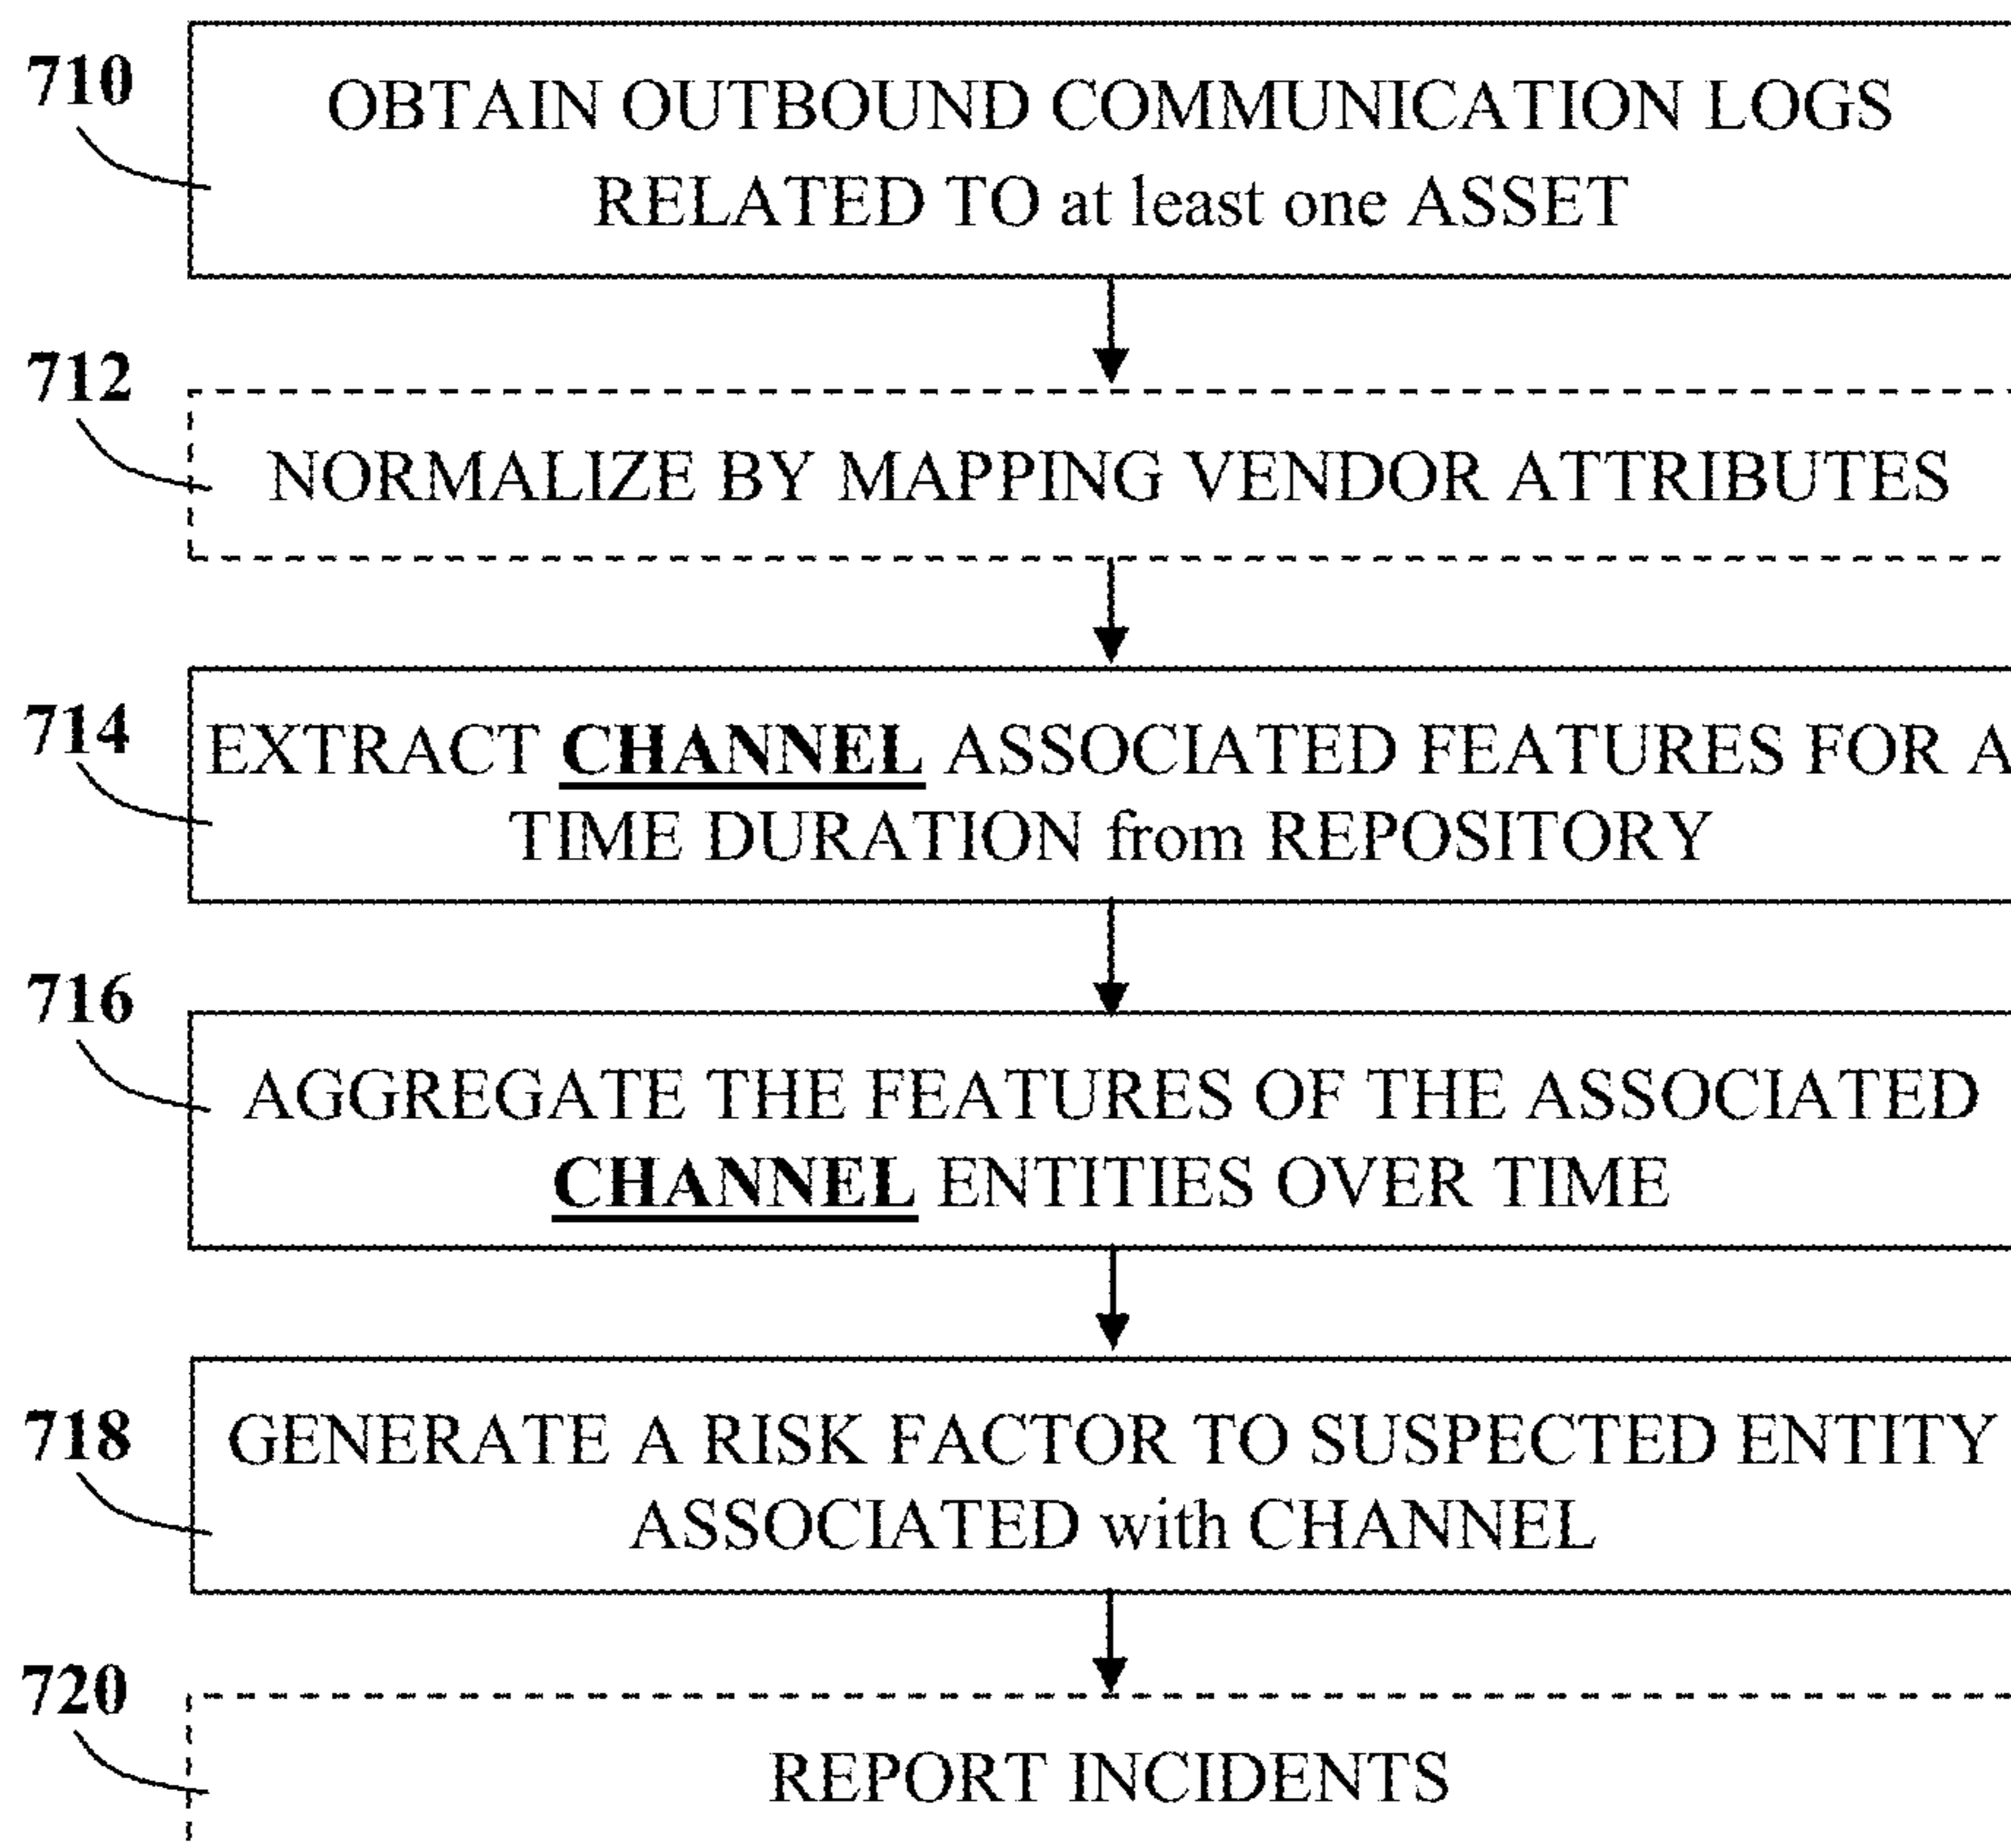 710
OBTAIN OUTBOUND COMMUNICATION LOGS
RELATED TO at least one ASSET
712
NORMALIZE BY MAPPING VENDOR ATTRIBUTES
714
EXTRACT CHANNEL ASSOCIATED FEATURES FOR A
TIME DURATION from REPOSITORY
716
AGGREGATE THE FEATURES OF THE ASSOCIATED
CHANNEL ENTITIES OVER TIME
718
GENERATE A RISK FACTOR TO SUSPECTED ENTITY
ASSOCIATED with CHANNEL
720
REPORT INCIDENTS